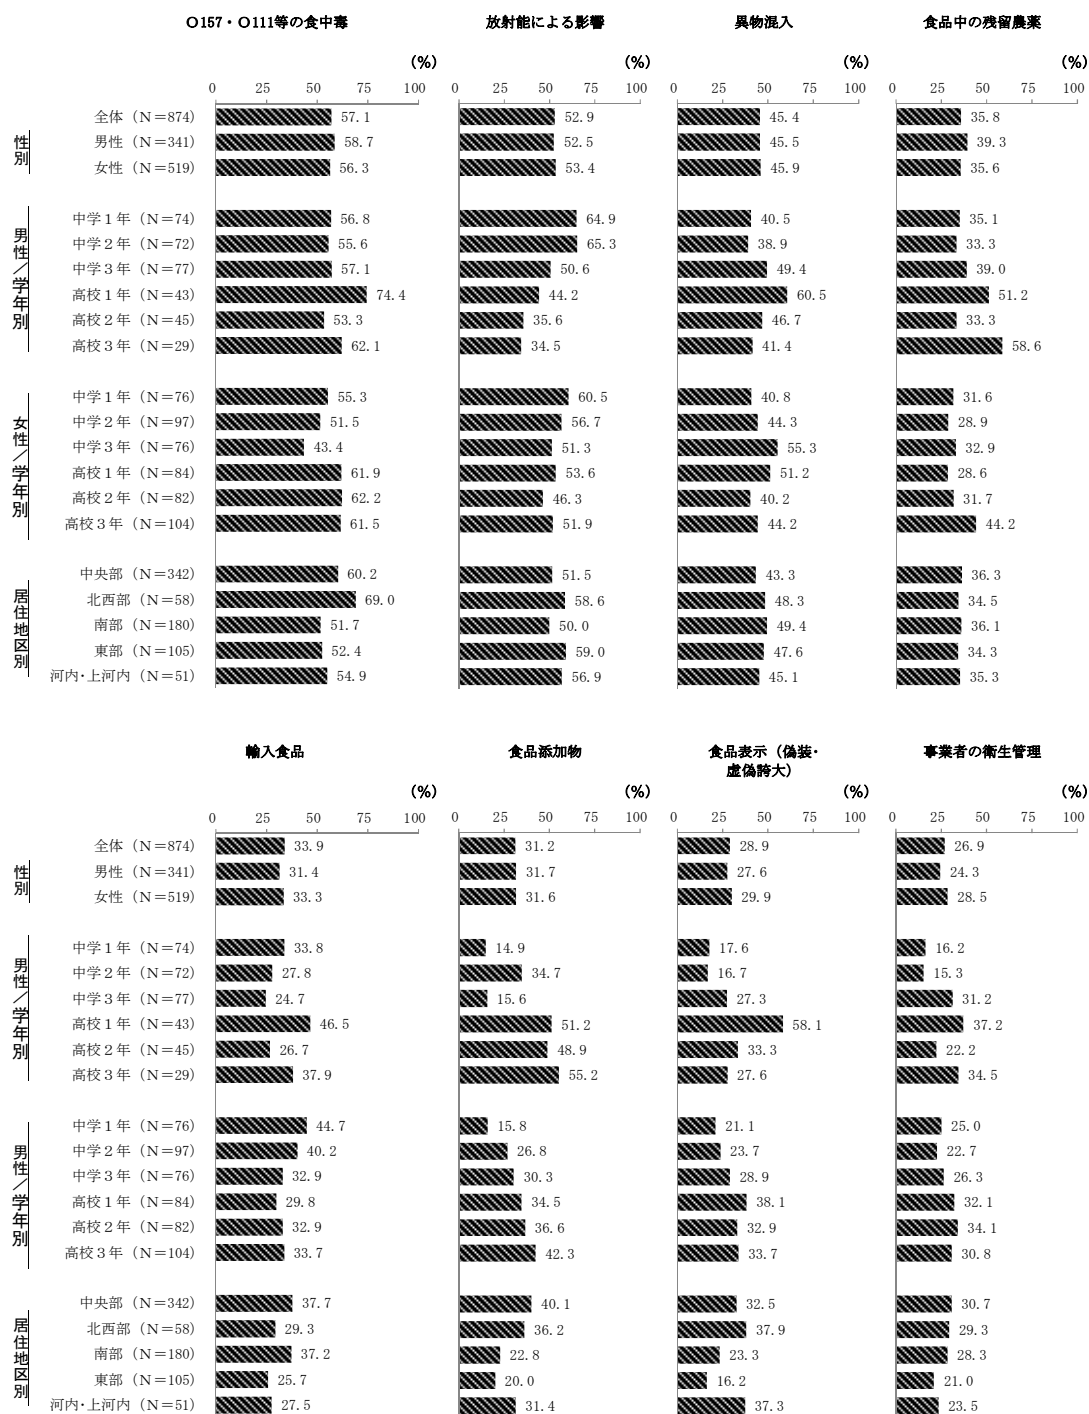 Ｏ157・Ｏ111等の食中毒 放射能による影響 異物混入 食品中の残留農薬
(%) (%) (%) (%)
0 25 50 75 100 0 25 50 75 100 0 25 50 75 100 0 25 50 75 100
全体（Ｎ＝874） 57.1 52.9 45.4 35.8
性別
男性（Ｎ＝341） 58.7 52.5 45.5 39.3
女性（Ｎ＝519） 56.3 53.4 45.9 35.6
男性／学年別
中学１年（Ｎ＝74） 56.8 64.9 40.5 35.1
中学２年（Ｎ＝72） 55.6 65.3 38.9 33.3
中学３年（Ｎ＝77） 57.1 50.6 49.4 39.0
高校１年（Ｎ＝43） 74.4 44.2 60.5 51.2
高校２年（Ｎ＝45） 53.3 35.6 46.7 33.3
高校３年（Ｎ＝29） 62.1 34.5 41.4 58.6
女性／学年別
中学１年（Ｎ＝76） 55.3 60.5 40.8 31.6
中学２年（Ｎ＝97） 51.5 56.7 44.3 28.9
中学３年（Ｎ＝76） 43.4 51.3 55.3 32.9
高校１年（Ｎ＝84） 61.9 53.6 51.2 28.6
高校２年（Ｎ＝82） 62.2 46.3 40.2 31.7
高校３年（Ｎ＝104） 61.5 51.9 44.2 44.2
居住地区別
中央部（Ｎ＝342） 60.2 51.5 43.3 36.3
北西部（Ｎ＝58） 69.0 58.6 48.3 34.5
南部（Ｎ＝180） 51.7 50.0 49.4 36.1
東部（Ｎ＝105） 52.4 59.0 47.6 34.3
河内・上河内（Ｎ＝51） 54.9 56.9 45.1 35.3
輸入食品 食品添加物 食品表示（偽装・ 事業者の衛生管理
虚偽誇大）
(%) (%) (%) (%)
0 25 50 75 100 0 25 50 75 100 0 25 50 75 100 0 25 50 75 100
全体（Ｎ＝874） 33.9 31.2 28.9 26.9
性別
男性（Ｎ＝341） 31.4 31.7 27.6 24.3
女性（Ｎ＝519） 33.3 31.6 29.9 28.5
男性／学年別
中学１年（Ｎ＝74） 33.8 14.9 17.6 16.2
中学２年（Ｎ＝72） 27.8 34.7 16.7 15.3
中学３年（Ｎ＝77） 24.7 15.6 27.3 31.2
高校１年（Ｎ＝43） 46.5 51.2 58.1 37.2
高校２年（Ｎ＝45） 26.7 48.9 33.3 22.2
高校３年（Ｎ＝29） 37.9 55.2 27.6 34.5
男性／学年別
中学１年（Ｎ＝76） 44.7 15.8 21.1 25.0
中学２年（Ｎ＝97） 40.2 26.8 23.7 22.7
中学３年（Ｎ＝76） 32.9 30.3 28.9 26.3
高校１年（Ｎ＝84） 29.8 34.5 38.1 32.1
高校２年（Ｎ＝82） 32.9 36.6 32.9 34.1
高校３年（Ｎ＝104） 33.7 42.3 33.7 30.8
居住地区別
中央部（Ｎ＝342） 37.7 40.1 32.5 30.7
北西部（Ｎ＝58） 29.3 36.2 37.9 29.3
南部（Ｎ＝180） 37.2 22.8 23.3 28.3
東部（Ｎ＝105） 25.7 20.0 16.2 21.0
河内・上河内（Ｎ＝51） 27.5 31.4 37.3 23.5